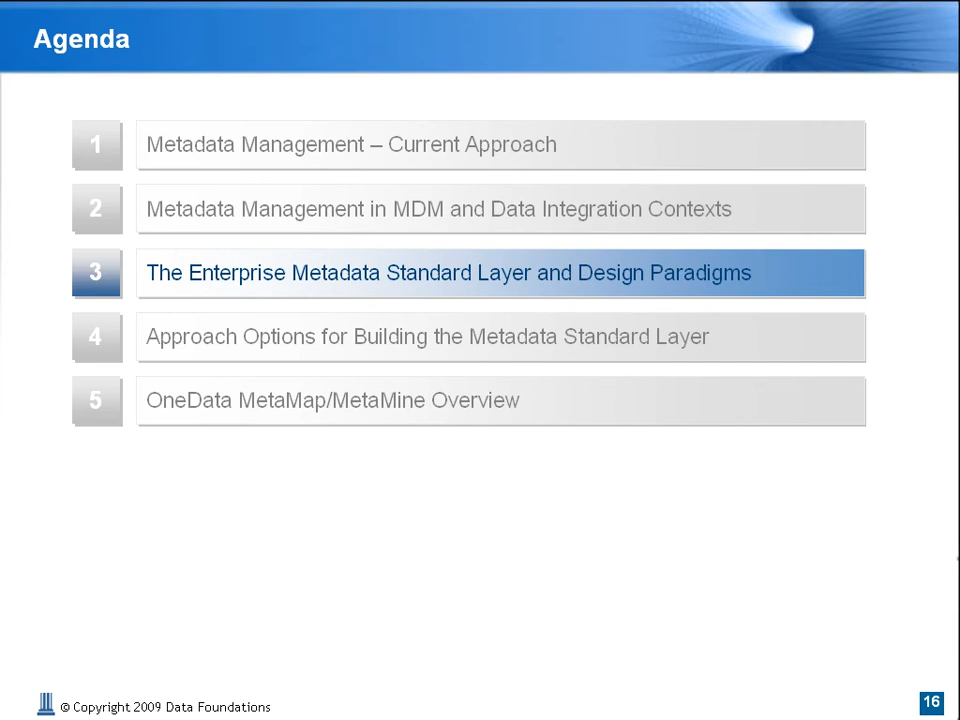 Agenda
1 Metadata Management – Current Approach
2 Metadata Management in MDM and Data Integration Contexts
3 The Enterprise Metadata Standard Layer and Design Paradigms
4 Approach Options for Building the Metadata Standard Layer
5 OneData MetaMap/MetaMine Overview
© Copyright 2009 Data Foundations
16